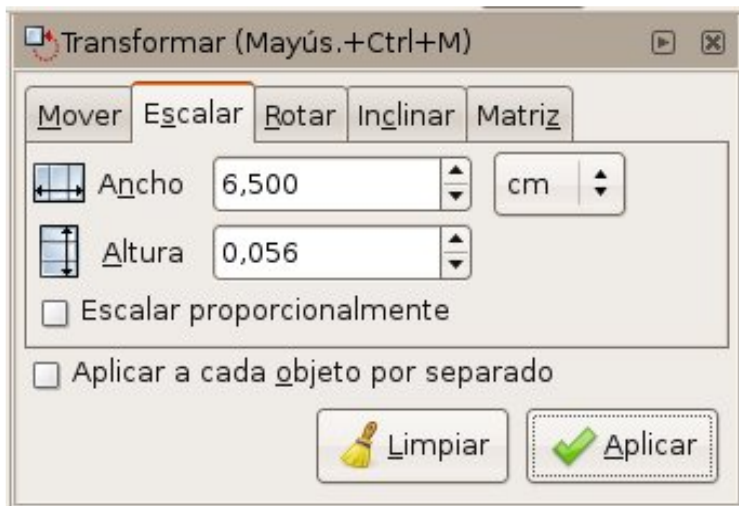 Transformar (Mayús.+Ctrl+M)
Mover Escalar Rotar Inclinar Matriz
Ancho 6,500 cm
Altura 0,056
Escalar proporcionalmente
Aplicar a cada objeto por separado
Limpiar Aplicar